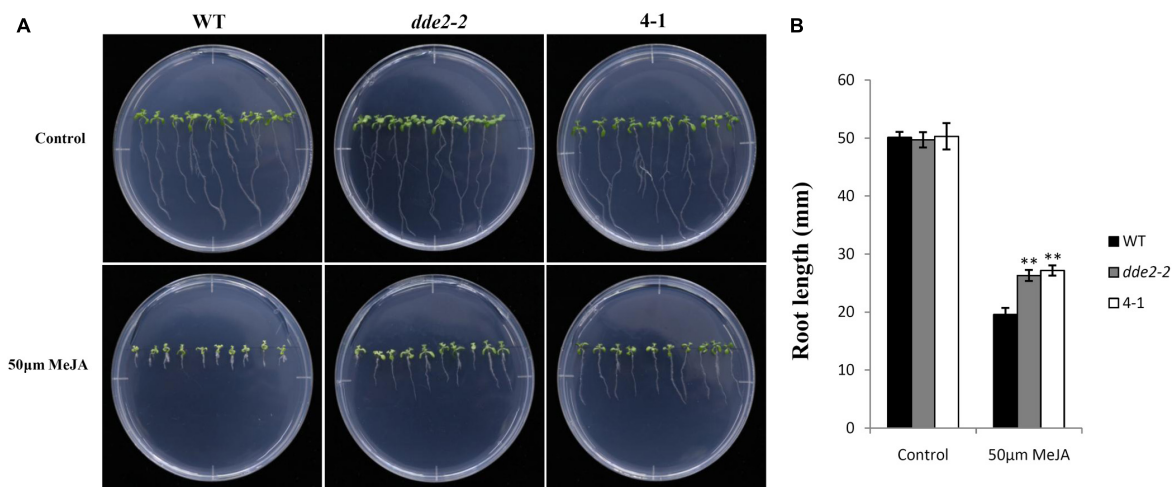 A
WT
dde2-2
4-1
Control
50μm MeJA
B
Root length (mm)
60
50
40
30
20
10
0
**
**
Control
50μm MeJA
WT
dde2-2
4-1